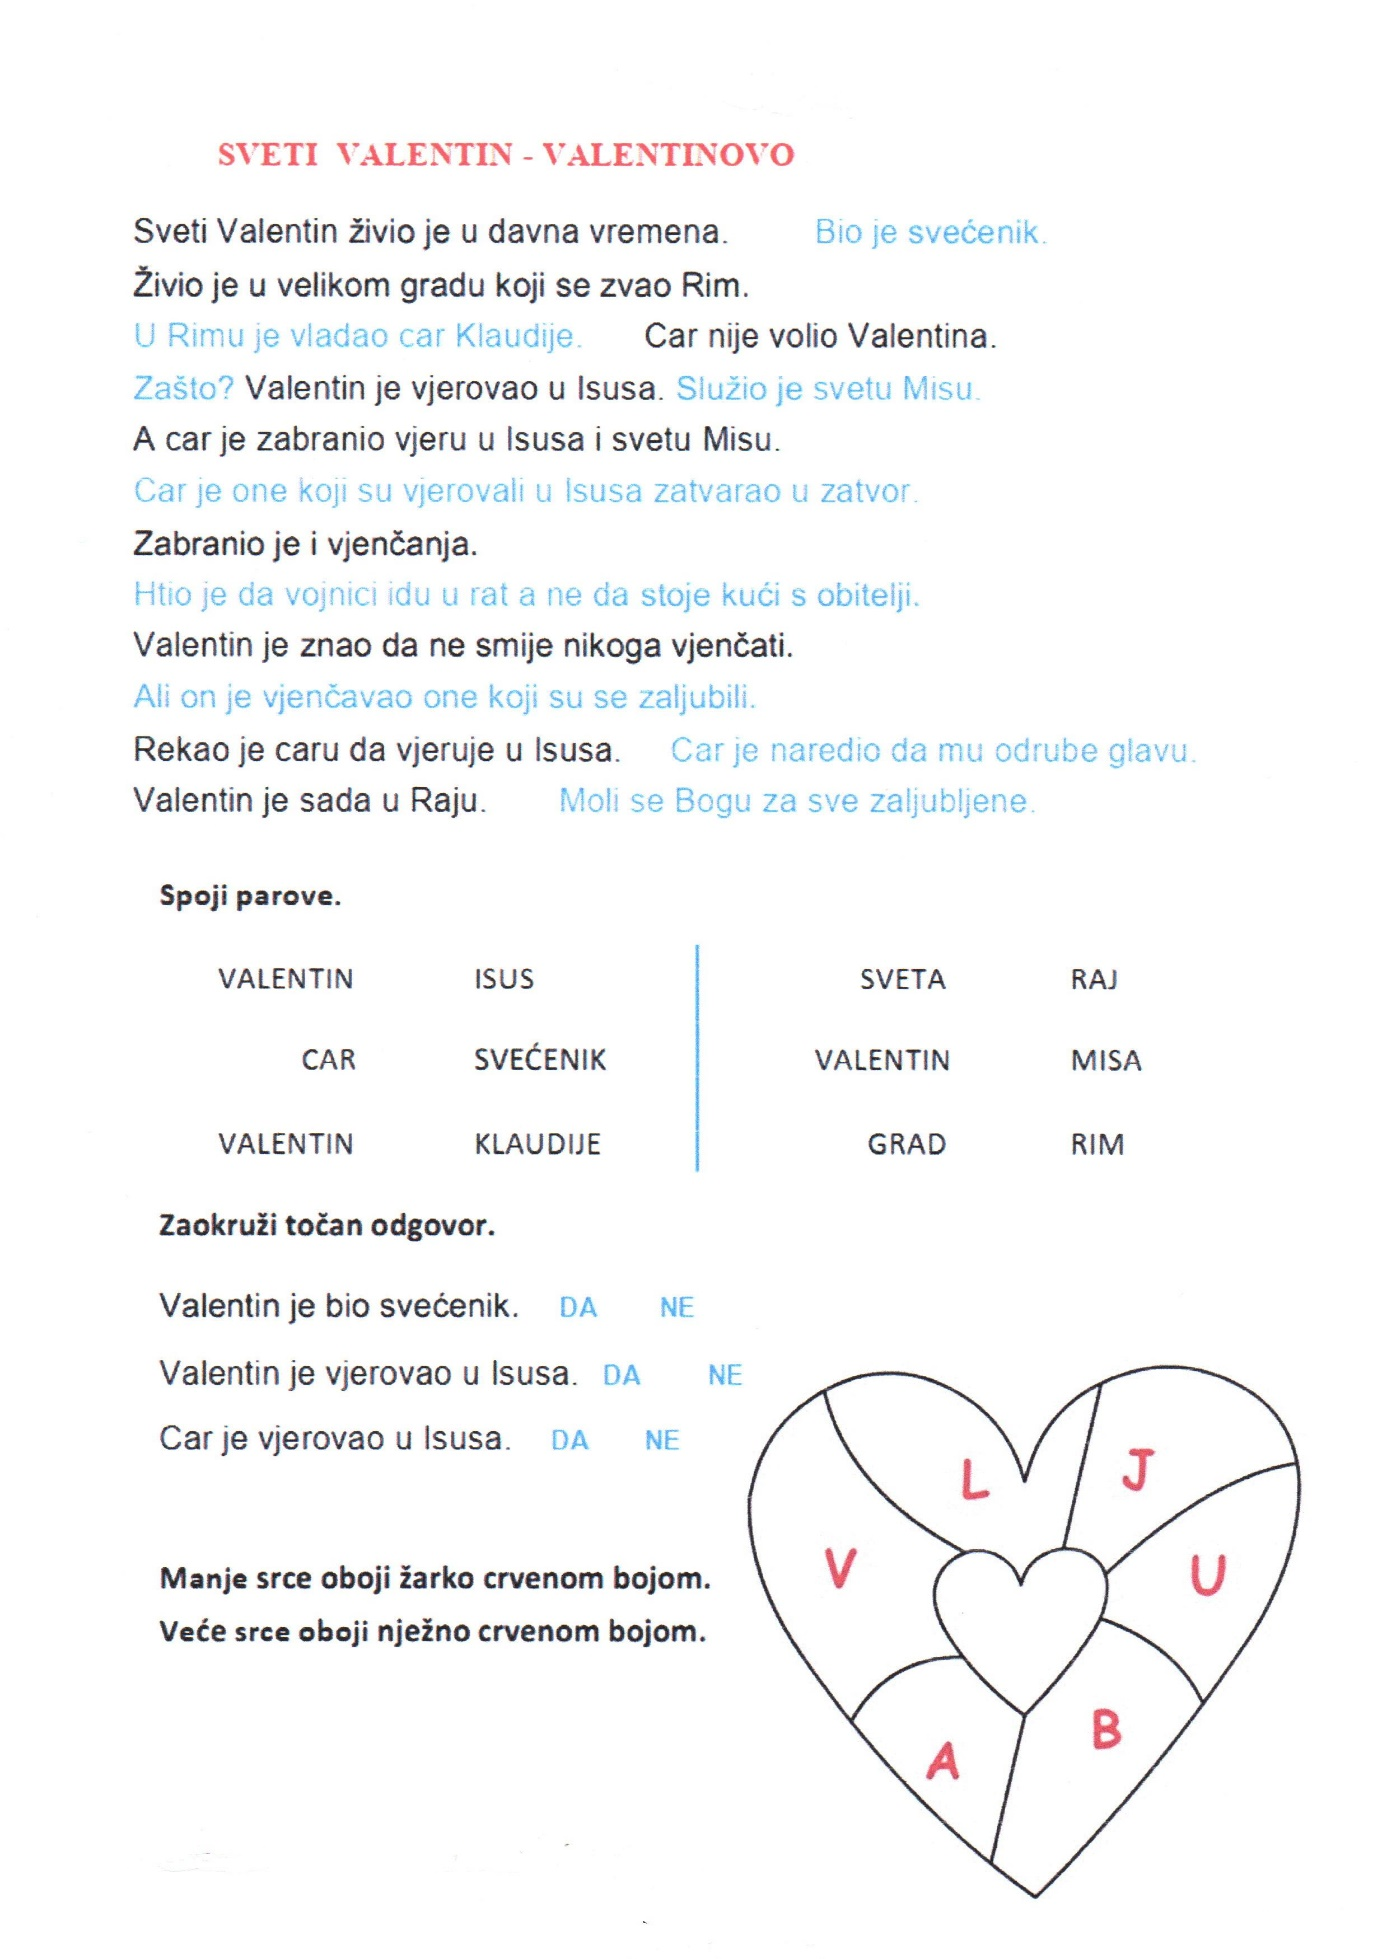 SVETI VALENTIN - VALENTINOVO
Sveti Valentin živio je u davna vremena. Bio je svećenik.
Živio je u velikom gradu koji se zvao Rim.
U Rimu je vladao car Klaudije. Car nije volio Valentina.
Zašto? Valentin je vjerovao u Isusa. Služio je svetu Misu.
A car je zabranio vjeru u Isusa i svetu Misu.
Car je one koji su vjerovali u Isusa zatvarao u zatvor.
Zabranio je i vjenčanja.
Htio je da vojnici idu u rat a ne da stoje kući s obitelji.
Valentin je znao da ne smije nikoga vjenčati.
Ali on je vjenčavao one koji su se zaljubili.
Rekao je caru da vjeruje u Isusa. Car je naredio da mu odrube glavu.
Valentin je sada u Raju. Moli se Bogu za sve zaljubljene.
Spoji parove.
VALENTIN ISUS SVETA RAJ
CAR SVEĆENIK VALENTIN MISA
VALENTIN KLAUDIJE GRAD RIM
Zaokruži točan odgovor.
Valentin je bio svećenik. DA NE
Valentin je vjerovao u Isusa. DA NE
Car je vjerovao u Isusa. DA NE
Manje srce oboji žarko crvenom bojom.
Veće srce oboji nježno crvenom bojom.
L J
V U
A B